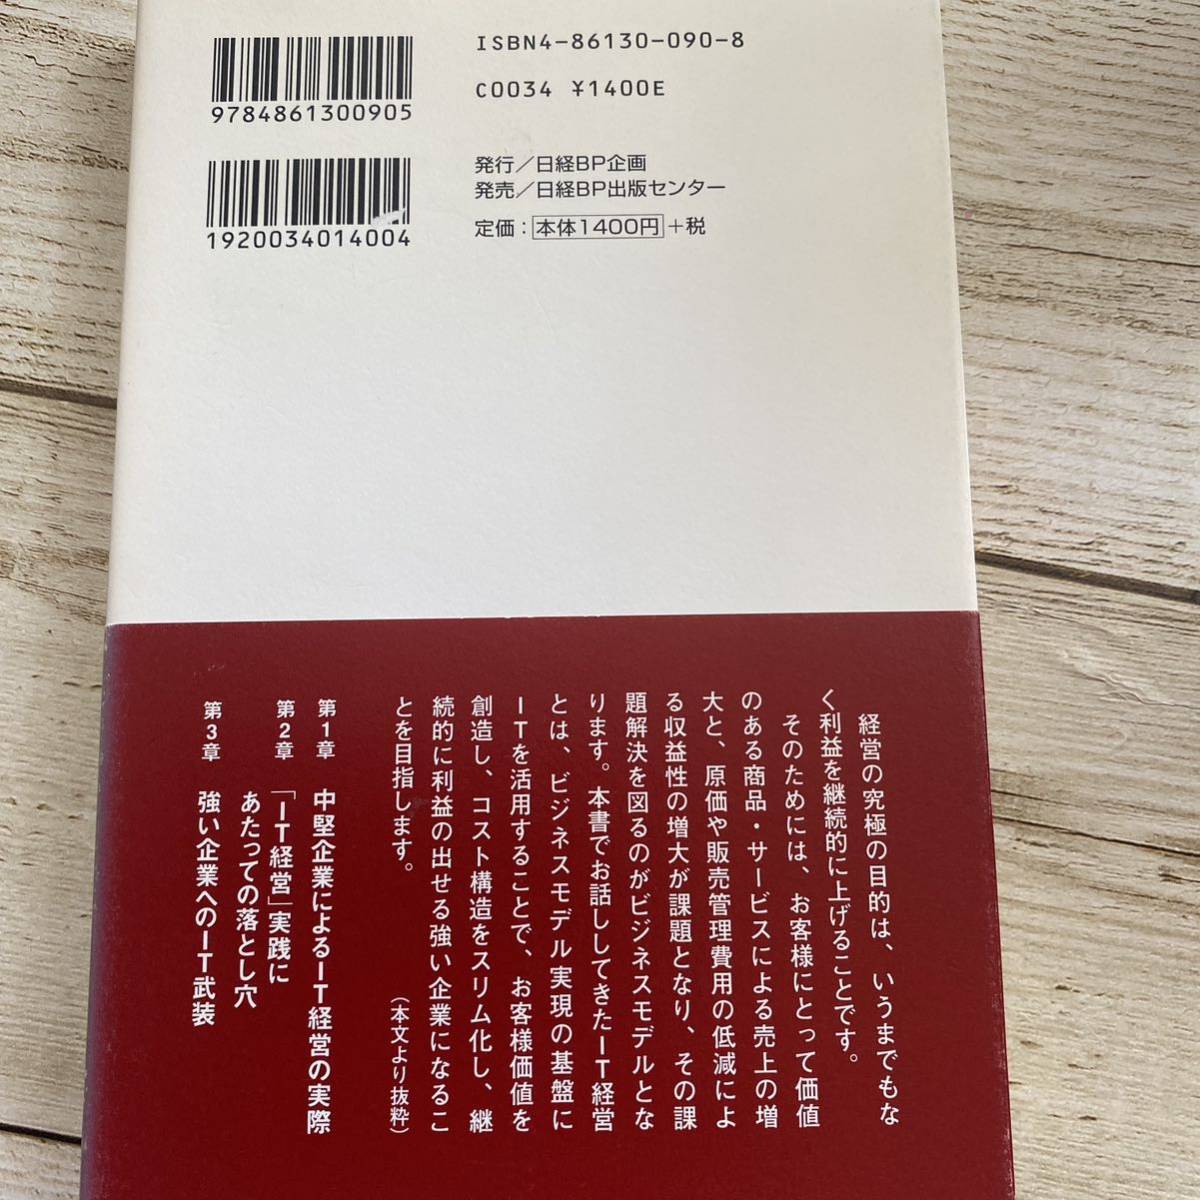 ISBN4-86130-090-8
C0034 ¥1400E
9784861300905
1920034014004
発行／日経BP企画
発売／日経BP出版センター
定価：本体1400円＋税
経営の究極の目的は、いうまでもな
く利益を継続的に上げることです。
そのためには、お客様にとって価値
のある商品・サービスによる売上の増
大と、原価や販売管理費用の低減によ
る収益性の増大が課題となり、その課
題解決を図るのがビジネスモデルとな
ります。本書でお話ししてきたIT経営
とは、ビジネスモデル実現の基盤に
ITを活用することで、お客様価値を
創造し、コスト構造をスリム化し、継
続的に利益の出せる強い企業になるこ
とを目指します。
（本文より抜粋）
第1章 中堅企業によるIT経営の実際
第2章 「IT経営」実践に
あたっての落とし穴
第3章 強い企業へのIT武装